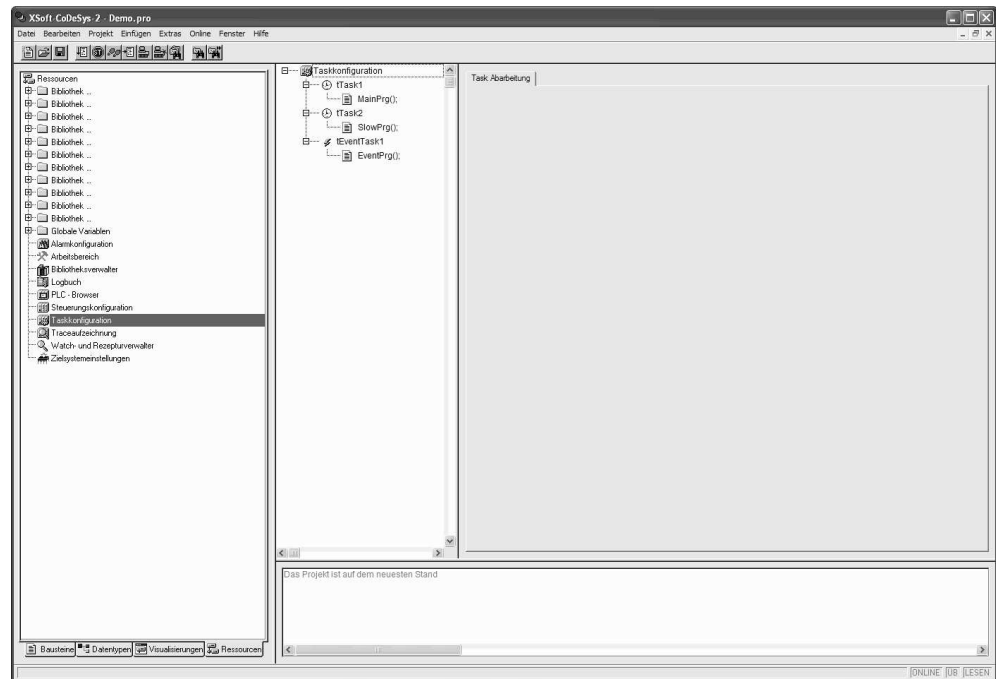 XSoft-CoDeSys-2 - Demo.pro
Datei Bearbeiten Projekt Einfügen Extras Online Fenster Hilfe
Ressourcen
Bibliothek ...
Bibliothek ...
Bibliothek ...
Bibliothek ...
Bibliothek ...
Bibliothek ...
Bibliothek ...
Bibliothek ...
Bibliothek ...
Bibliothek ...
Bibliothek ...
Globale Variablen
Alarmkonfiguration
Arbeitsbereich
Bibliotheksverwalter
Logbuch
PLC - Browser
Steuerungskonfiguration
Taskkonfiguration
Traceaufzeichnung
Watch- und Rezepturverwalter
Zielsystemeinstellungen
Bausteine Datentypen Visualisierungen Ressourcen
Taskkonfiguration
tTask1
MainPrg();
tTask2
SlowPrg();
tEventTask1
EventPrg();
Task Abarbeitung
Das Projekt ist auf dem neuesten Stand
ONLINE ÜB LESEN